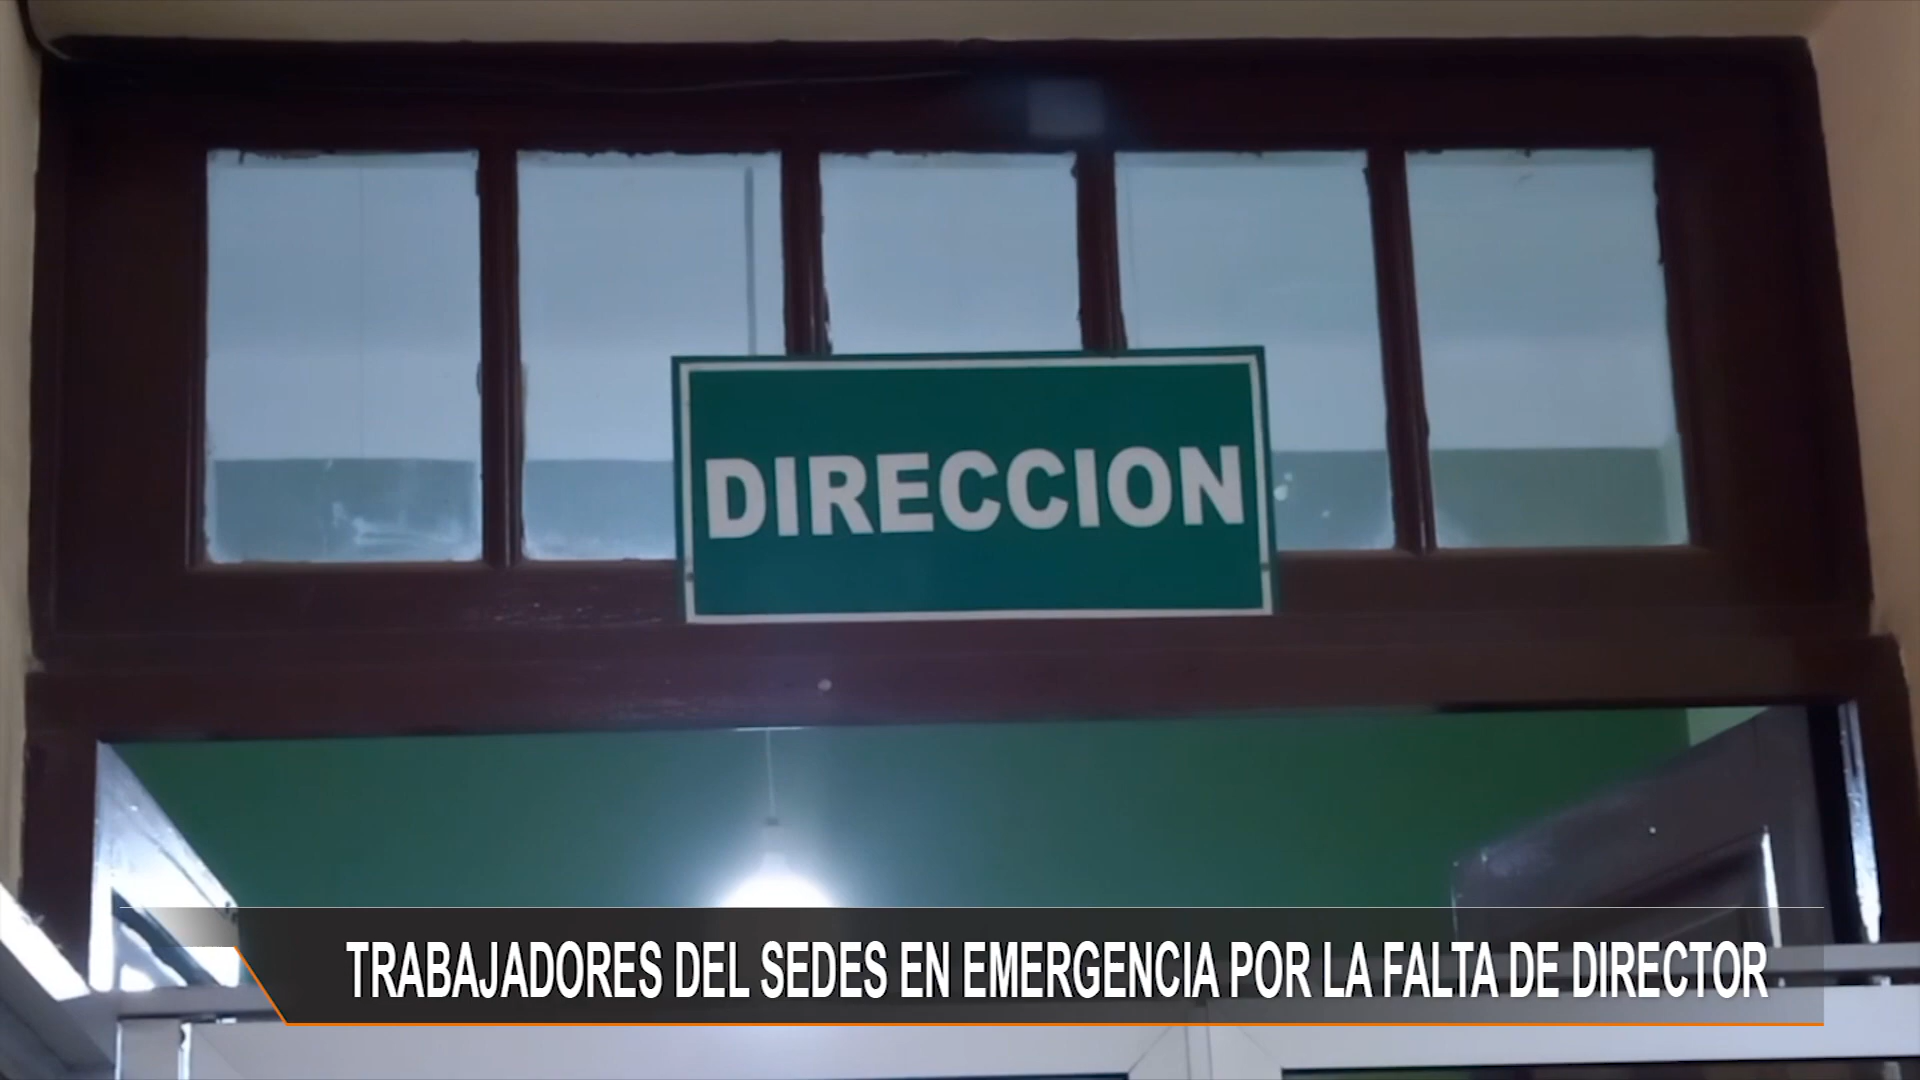 DIRECCION
TRABAJADORES DEL SEDES EN EMERGENCIA POR LA FALTA DE DIRECTOR